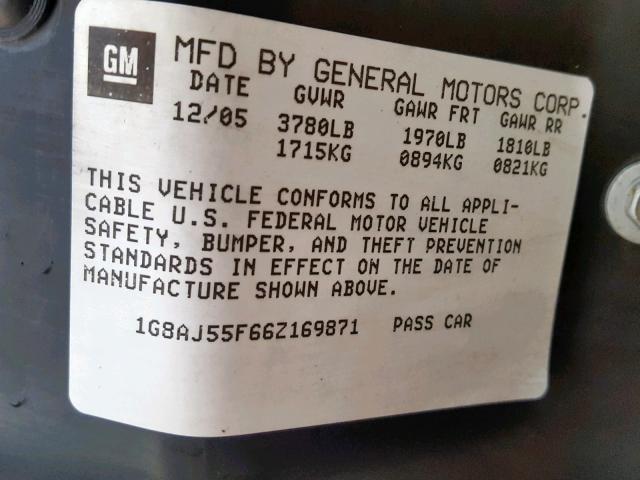 GM
MFD BY GENERAL MOTORS CORP.
DATE GVWR GAWR FRT GAWR RR
12/05 3780LB 1970LB 1810LB
1715KG 0894KG 0821KG
THIS VEHICLE CONFORMS TO ALL APPLI-
CABLE U.S. FEDERAL MOTOR VEHICLE
SAFETY, BUMPER, AND THEFT PREVENTION
STANDARDS IN EFFECT ON THE DATE OF
MANUFACTURE SHOWN ABOVE.
1G8AJ55F66Z169871 PASS CAR